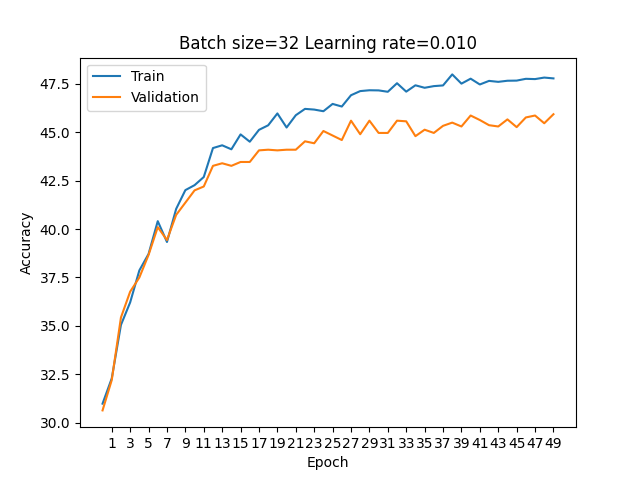 Batch size=32 Learning rate=0.010
Train
Validation
47.5
45.0
42.5
40.0
37.5
35.0
32.5
30.0
Accuracy
1 3 5 7 9 11 13 15 17 19 21 23 25 27 29 31 33 35 37 39 41 43 45 47 49
Epoch